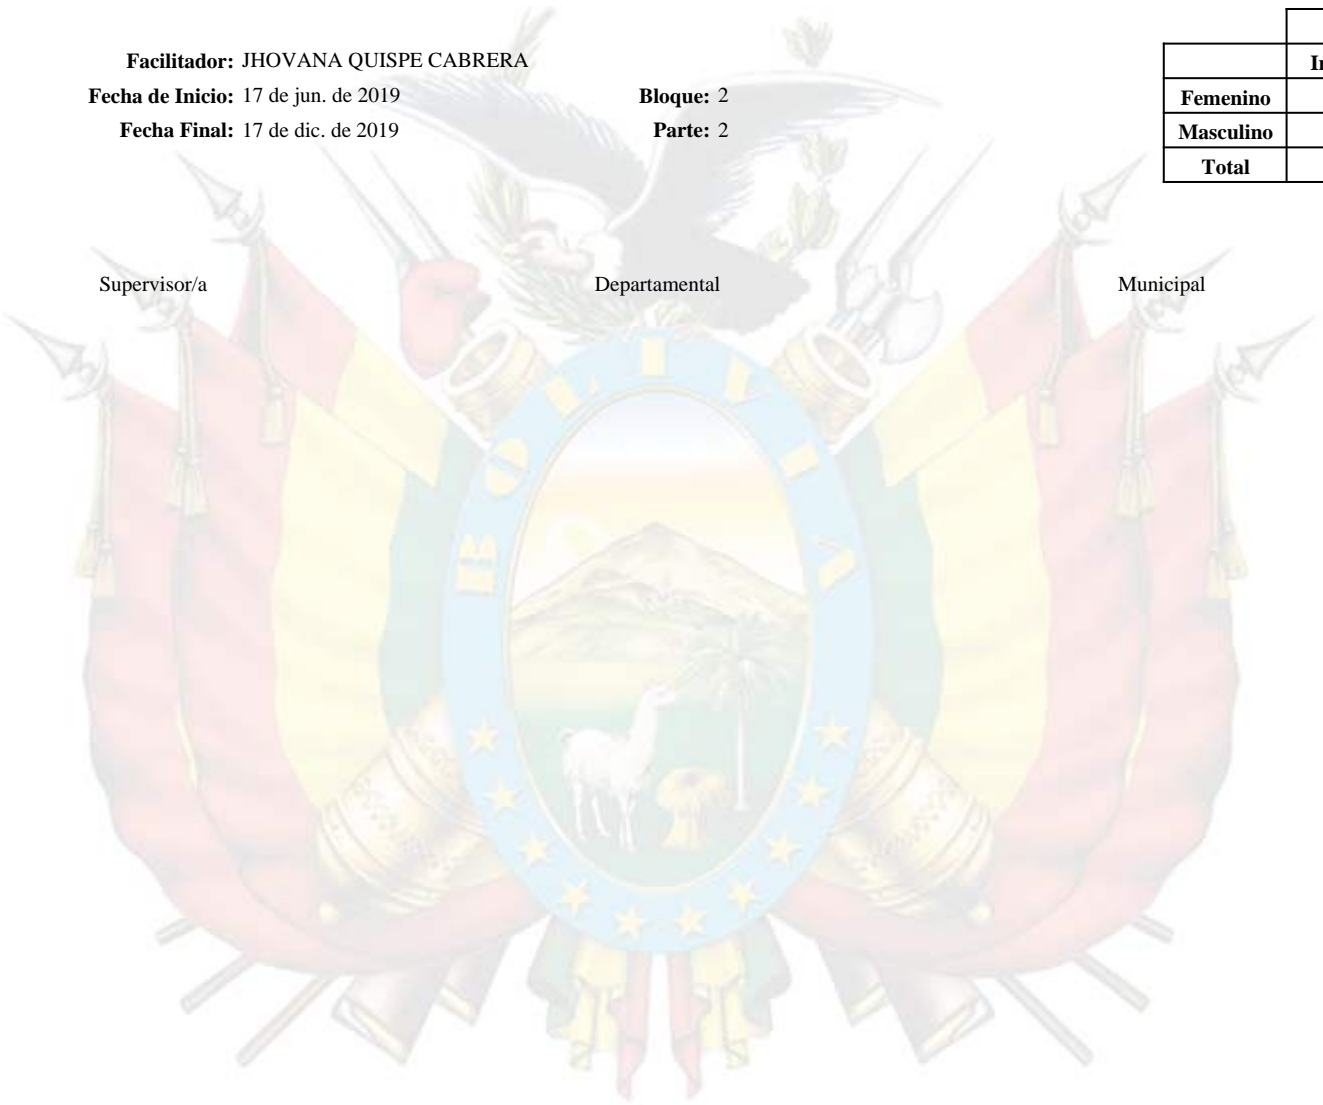 Facilitador: JHOVANA QUISPE CABRERA
Fecha de Inicio: 17 de jun. de 2019 Bloque: 2
Fecha Final: 17 de dic. de 2019 Parte: 2
Femenino
Masculino
Total
Supervisor/a Departamental Municipal
BOLIVIA